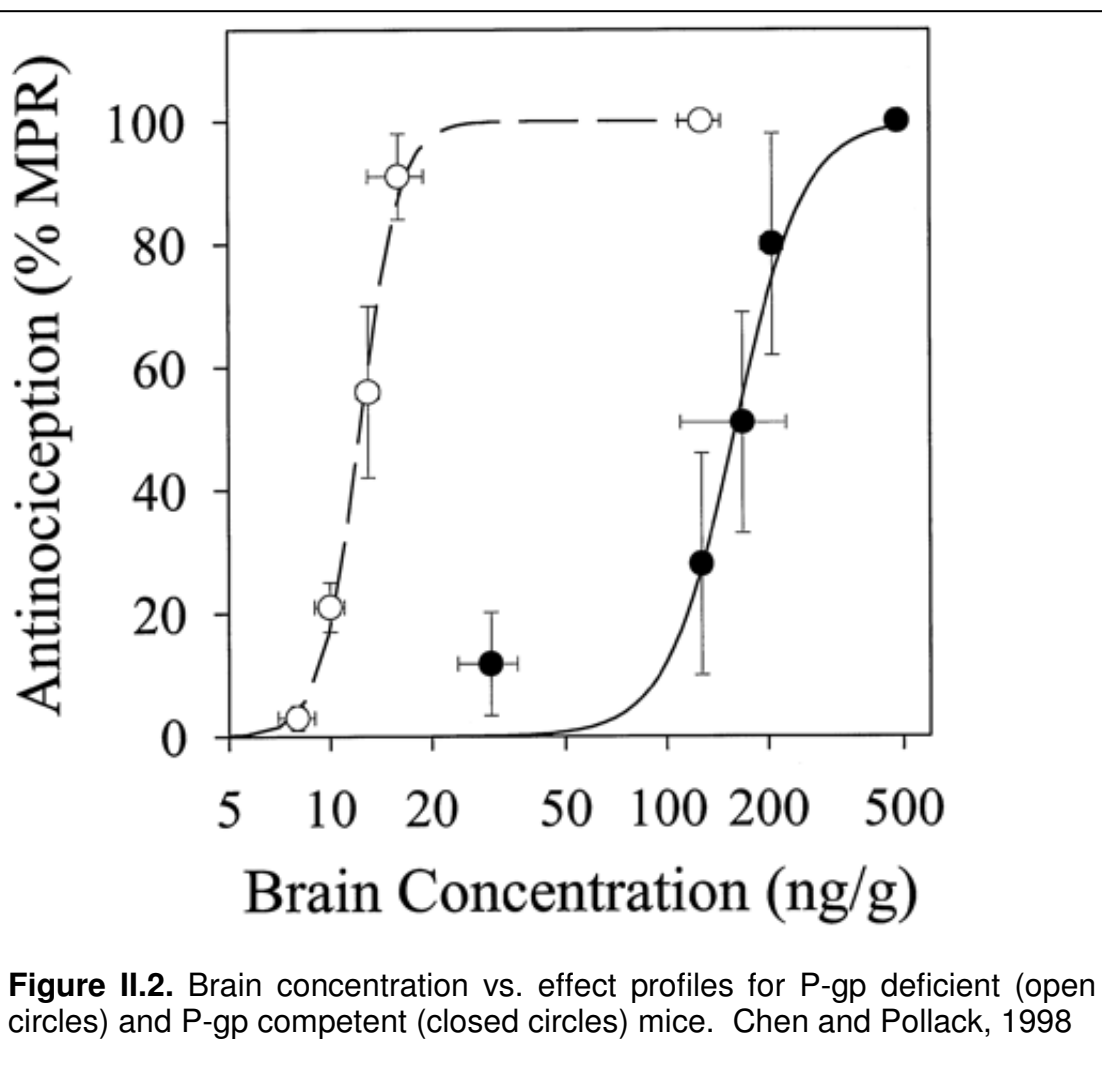 Antinociception (% MPR)
100
80
60
40
20
0
5 10 20 50 100 200 500
Brain Concentration (ng/g)
Figure II.2. Brain concentration vs. effect profiles for P-gp deficient (open
circles) and P-gp competent (closed circles) mice. Chen and Pollack, 1998